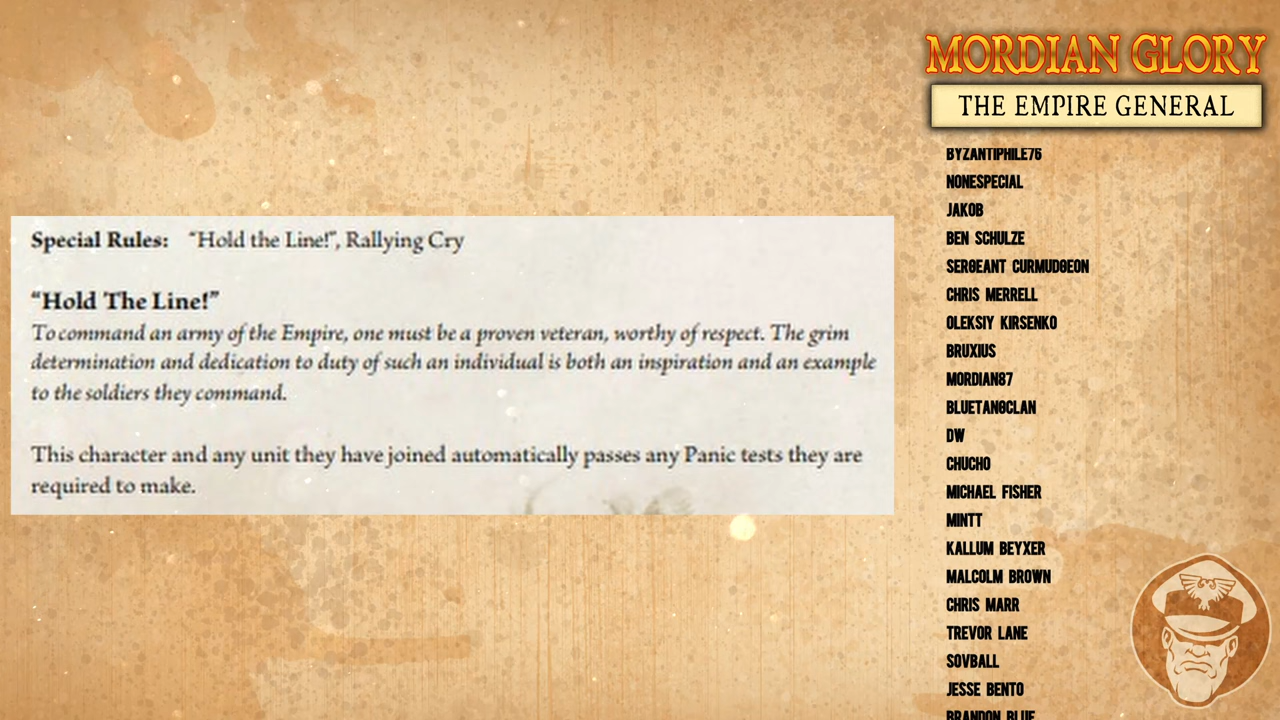 MORDIAN GLORY
THE EMPIRE GENERAL
Special Rules: "Hold the Line!", Rallying Cry
"Hold The Line!"
To command an army of the Empire, one must be a proven veteran, worthy of respect. The grim
determination and dedication to duty of such an individual is both an inspiration and an example
to the soldiers they command.
This character and any unit they have joined automatically passes any Panic tests they are
required to make.
BYZANTIPHILE76
NONESPECIAL
JAKOB
BEN SCHULZE
SERGEANT CURMUDGEON
CHRIS MERRELL
OLEKSIY KIRSENKO
BRUXIUS
MORDIAN87
BLUETANGCLAN
DW
CHUCHO
MICHAEL FISHER
MINTT
KALLUM BEYXER
MALCOLM BROWN
CHRIS MARR
TREVOR LANE
SOVBALL
JESSE BENTO
BRANDON BLUE